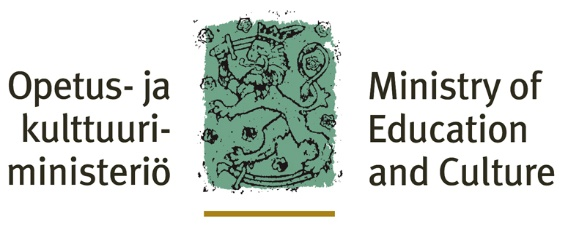 Opetus- ja
kulttuuri-
ministeriö
Ministry of
Education
and Culture